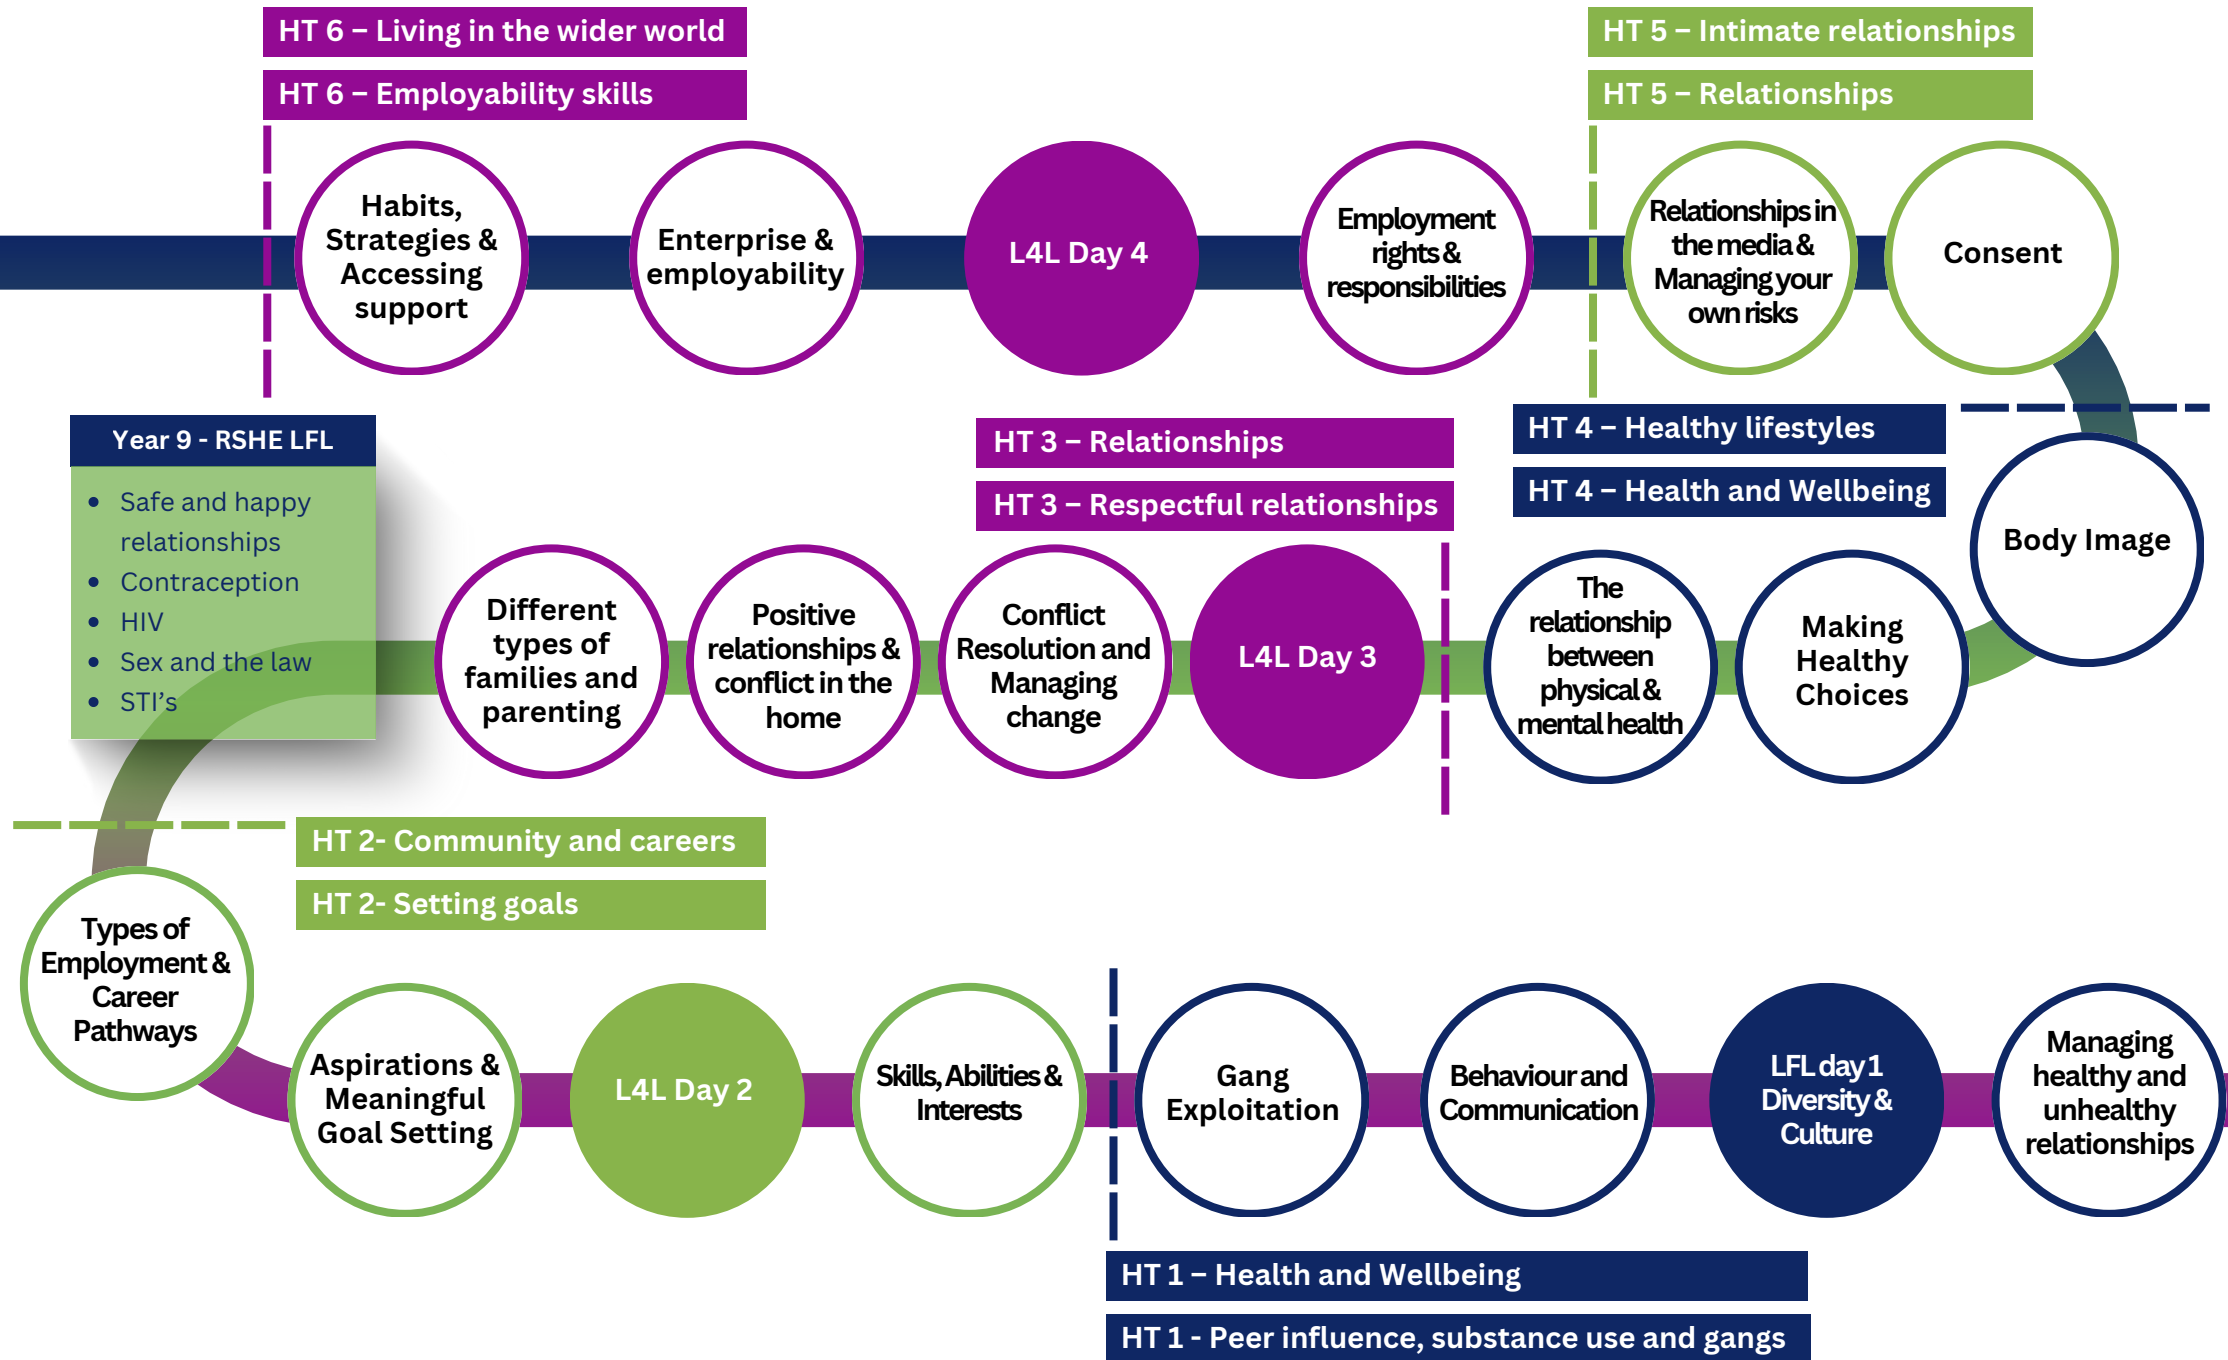 HT 6 – Living in the wider world
HT 6 – Employability skills
HT 5 – Intimate relationships
HT 5 – Relationships
Habits,
Strategies &
Accessing
support
Enterprise &
employability
L4L Day 4
Employment
rights &
responsibilities
Relationships in
the media &
Managing your
own risks
Consent
Year 9 - RSHE LFL
• Safe and happy
relationships
• Contraception
• HIV
• Sex and the law
• STI's
HT 3 – Relationships
HT 3 – Respectful relationships
HT 4 – Healthy lifestyles
HT 4 – Health and Wellbeing
Body Image
Different
types of
families and
parenting
Positive
relationships &
conflict in the
home
Conflict
Resolution and
Managing
change
L4L Day 3
The
relationship
between
physical &
mental health
Making
Healthy
Choices
HT 2- Community and careers
HT 2- Setting goals
Types of
Employment &
Career
Pathways
Aspirations &
Meaningful
Goal Setting
L4L Day 2
Skills, Abilities &
Interests
Gang
Exploitation
Behaviour and
Communication
LFL day 1
Diversity &
Culture
Managing
healthy and
unhealthy
relationships
HT 1 – Health and Wellbeing
HT 1 - Peer influence, substance use and gangs